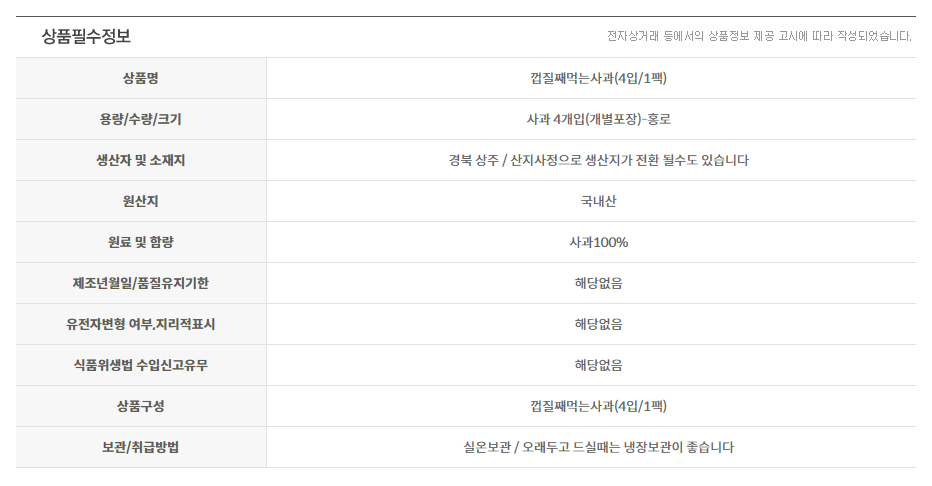 상품필수정보
전자상거래 등에서의 상품정보 제공 고시에 따라 작성되었습니다.
상품명 껍질째먹는사과(4입/1팩)
용량/수량/크기 사과 4개입(개별포장)-홍로
생산자 및 소재지 경북 상주 / 산지사정으로 생산지가 전환 될수도 있습니다
원산지 국내산
원료 및 함량 사과100%
제조년월일/품질유지기한 해당없음
유전자변형 여부,지리적표시 해당없음
식품위생법 수입신고유무 해당없음
상품구성 껍질째먹는사과(4입/1팩)
보관/취급방법 실온보관 / 오래두고 드실때는 냉장보관이 좋습니다